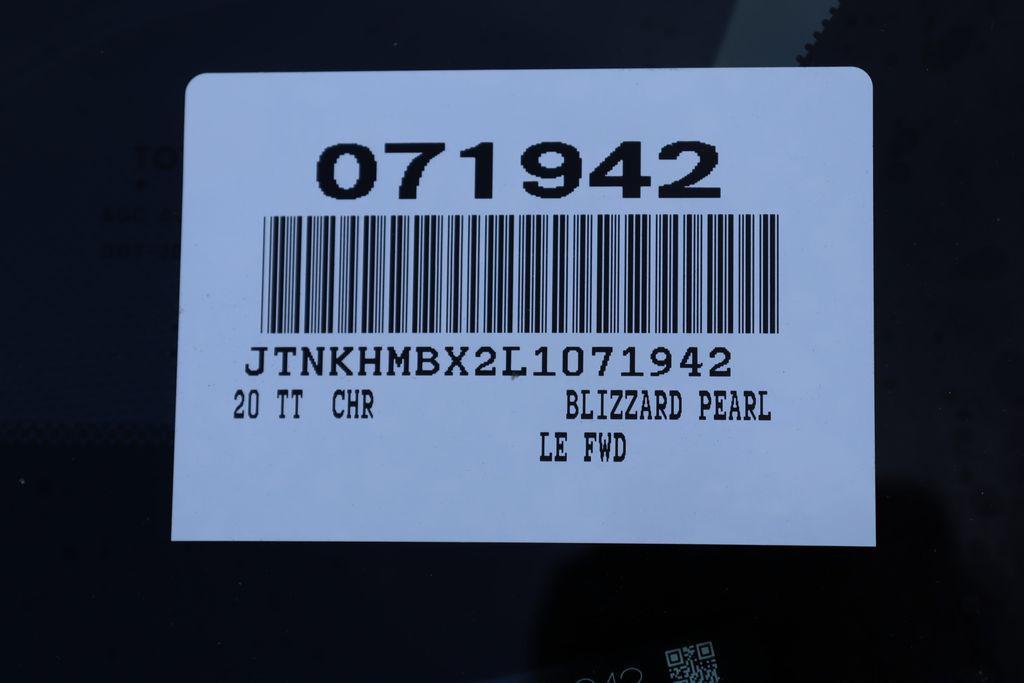 071942
JTNKHMBX2L1071942
20 TT CHR BLIZZARD PEARL
LE FWD